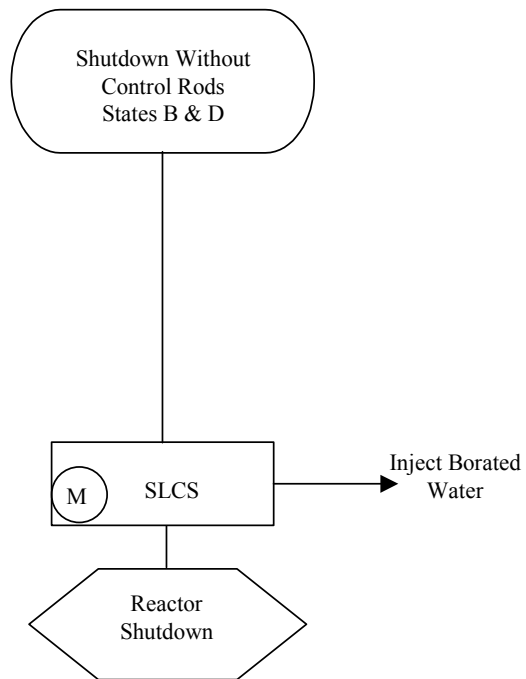 Shutdown Without
Control Rods
States B & D
M
SLCS
Inject Borated
Water
Reactor
Shutdown